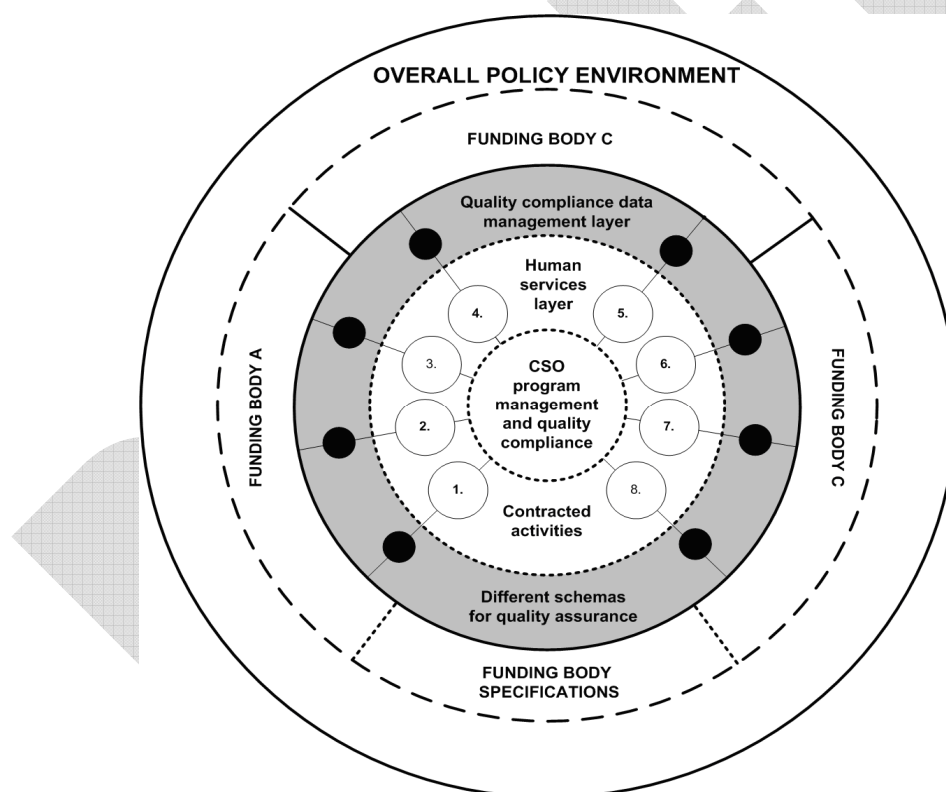 OVERALL POLICY ENVIRONMENT
FUNDING BODY C
Quality compliance data
management layer
Human
services
layer
4.
5.
3.
6.
CSO
program
management
and quality
compliance
FUNDING BODY A
FUNDING BODY C
2.
7.
1.
8.
Contracted
activities
Different schemas
for quality assurance
FUNDING BODY
SPECIFICATIONS